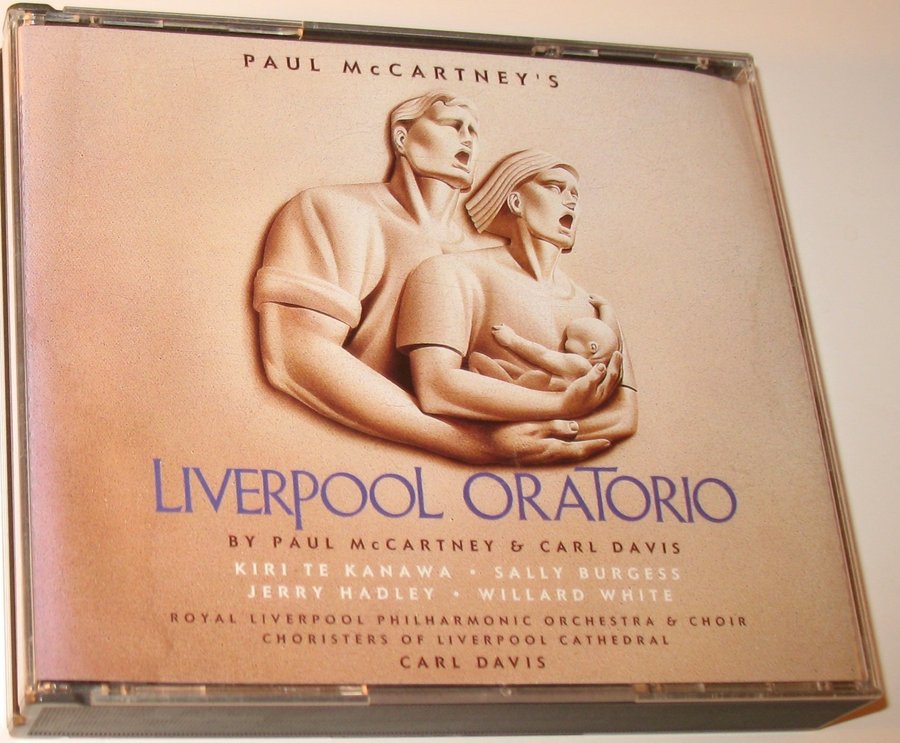 PAUL McCARTNEY'S
LIVERPOOL ORATORIO
BY PAUL McCARTNEY & CARL DAVIS
KIRI TE KANAWA • SALLY BURGESS
JERRY HADLEY • WILLARD WHITE
ROYAL LIVERPOOL PHILHARMONIC ORCHESTRA & CHOIR
CHORISTERS OF LIVERPOOL CATHEDRAL
CARL DAVIS